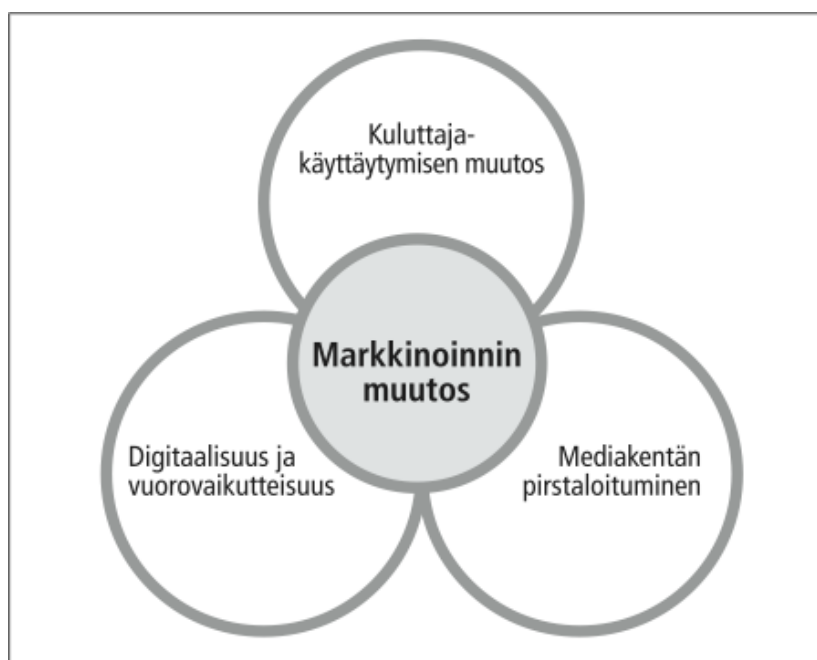 Kuluttaja-
käyttäytymisen muutos
Markkinoinnin
muutos
Digitaalisuus ja
vuorovaikutteisuus
Mediakentän
pirstaloituminen